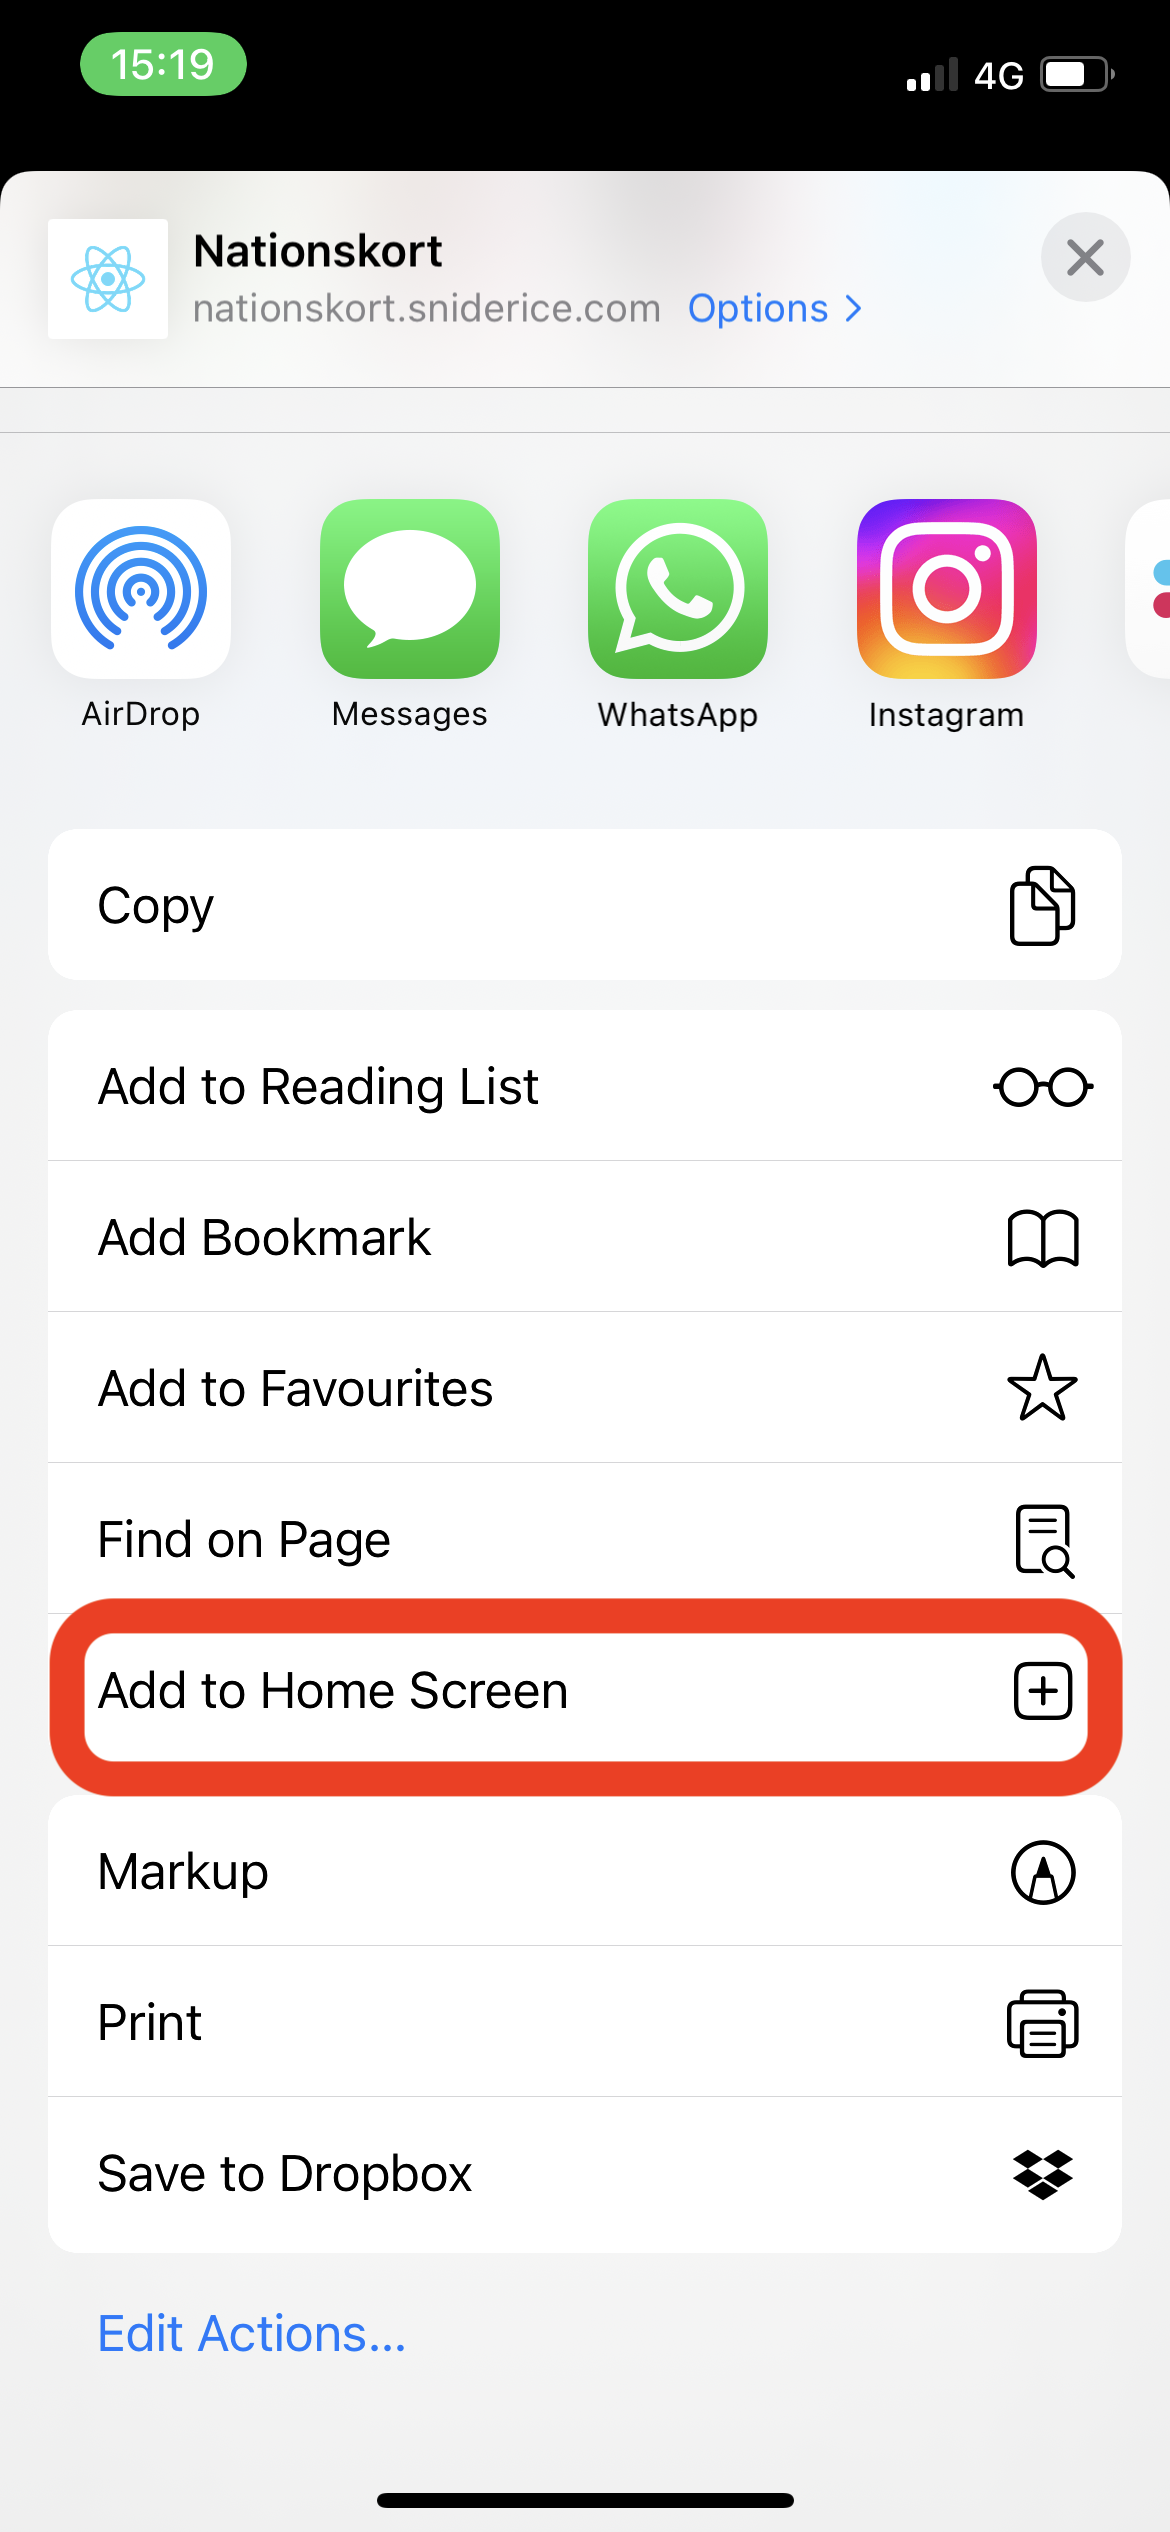 15:19
4G
Nationskort
nationskort.sniderice.com Options
AirDrop
Messages
WhatsApp
Instagram
Copy
Add to Reading List
Add Bookmark
Add to Favourites
Find on Page
Add to Home Screen
Markup
Print
Save to Dropbox
Edit Actions...